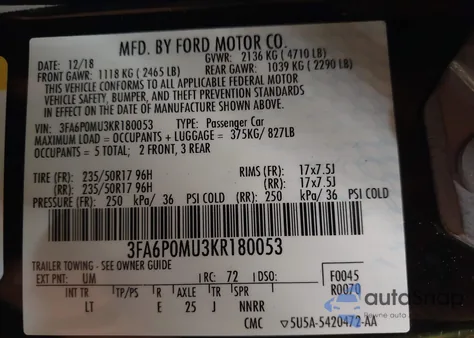 MFD. BY FORD MOTOR CO.
DATE: 12/18 GVWR: 2136 KG (4710 LB)
FRONT GAWR: 1118 KG (2465 LB) REAR GAWR: 1039 KG (2290 LB)
THIS VEHICLE CONFORMS TO ALL APPLICABLE FEDERAL MOTOR
VEHICLE SAFETY, BUMPER, AND THEFT PREVENTION STANDARDS
IN EFFECT ON THE DATE OF MANUFACTURE SHOWN ABOVE.
VIN: 3FA6P0MU3KR180053 TYPE: Passenger Car
MAXIMUM LOAD = OCCUPANTS + LUGGAGE = 375KG/ 827LB
OCCUPANTS = 5 TOTAL; 2 FRONT, 3 REAR
TIRE (FR): 235/50R17 96H RIMS (FR): 17x7.5J
(RR): 235/50R17 96H (RR): 17x7.5J
PRESSURE (FR): 250 kPa/ 36 PSI COLD (RR): 250 kPa/ 36 PSI COLD
3FA6P0MU3KR180053
TRAILER TOWING - SEE OWNER GUIDE
EXT PNT: UM RC: 72 DSO: F0045
R0070
INT TR TP/PS R AXLE TR SPR
LT E 25 J NNRR
CMC 5U5A-5420472-AA
autoSnap